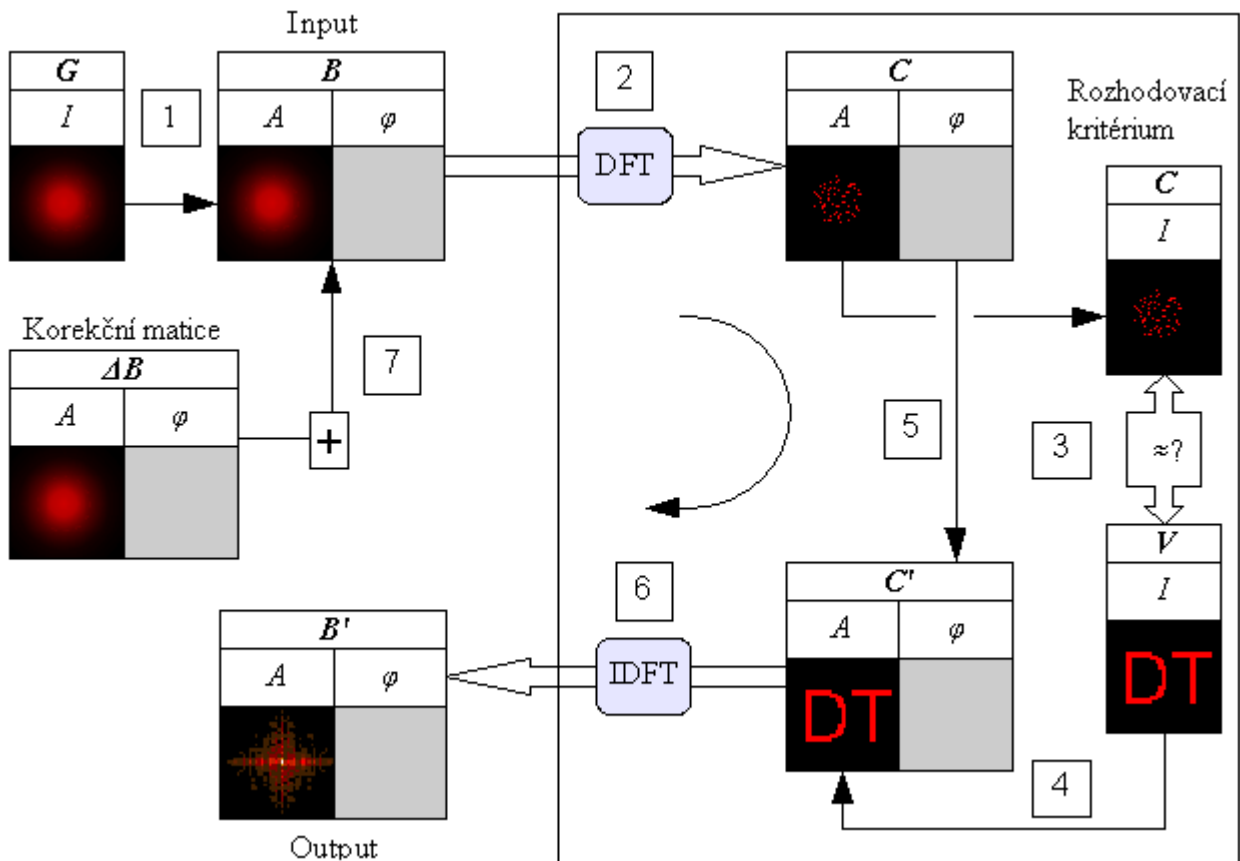 Input
G
I
1
B
A φ
2
DFT
C
A φ
Rozhodovací
kritérium
C
I
Korekční matice
ΔB
A φ
7
+
5
3
≈?
V
I
DT
6
IDFT
C'
A φ
DT
4
B'
A φ
Output